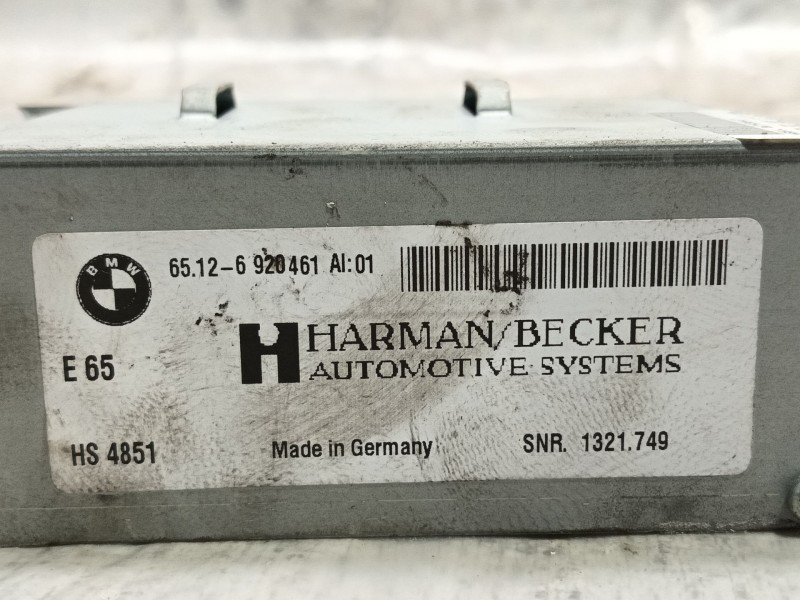 BMW
65.12-6 920461 AI:01
HARMAN/BECKER
AUTOMOTIVE·SYSTEMS
E 65
HS 4851
Made in Germany
SNR. 1321.749